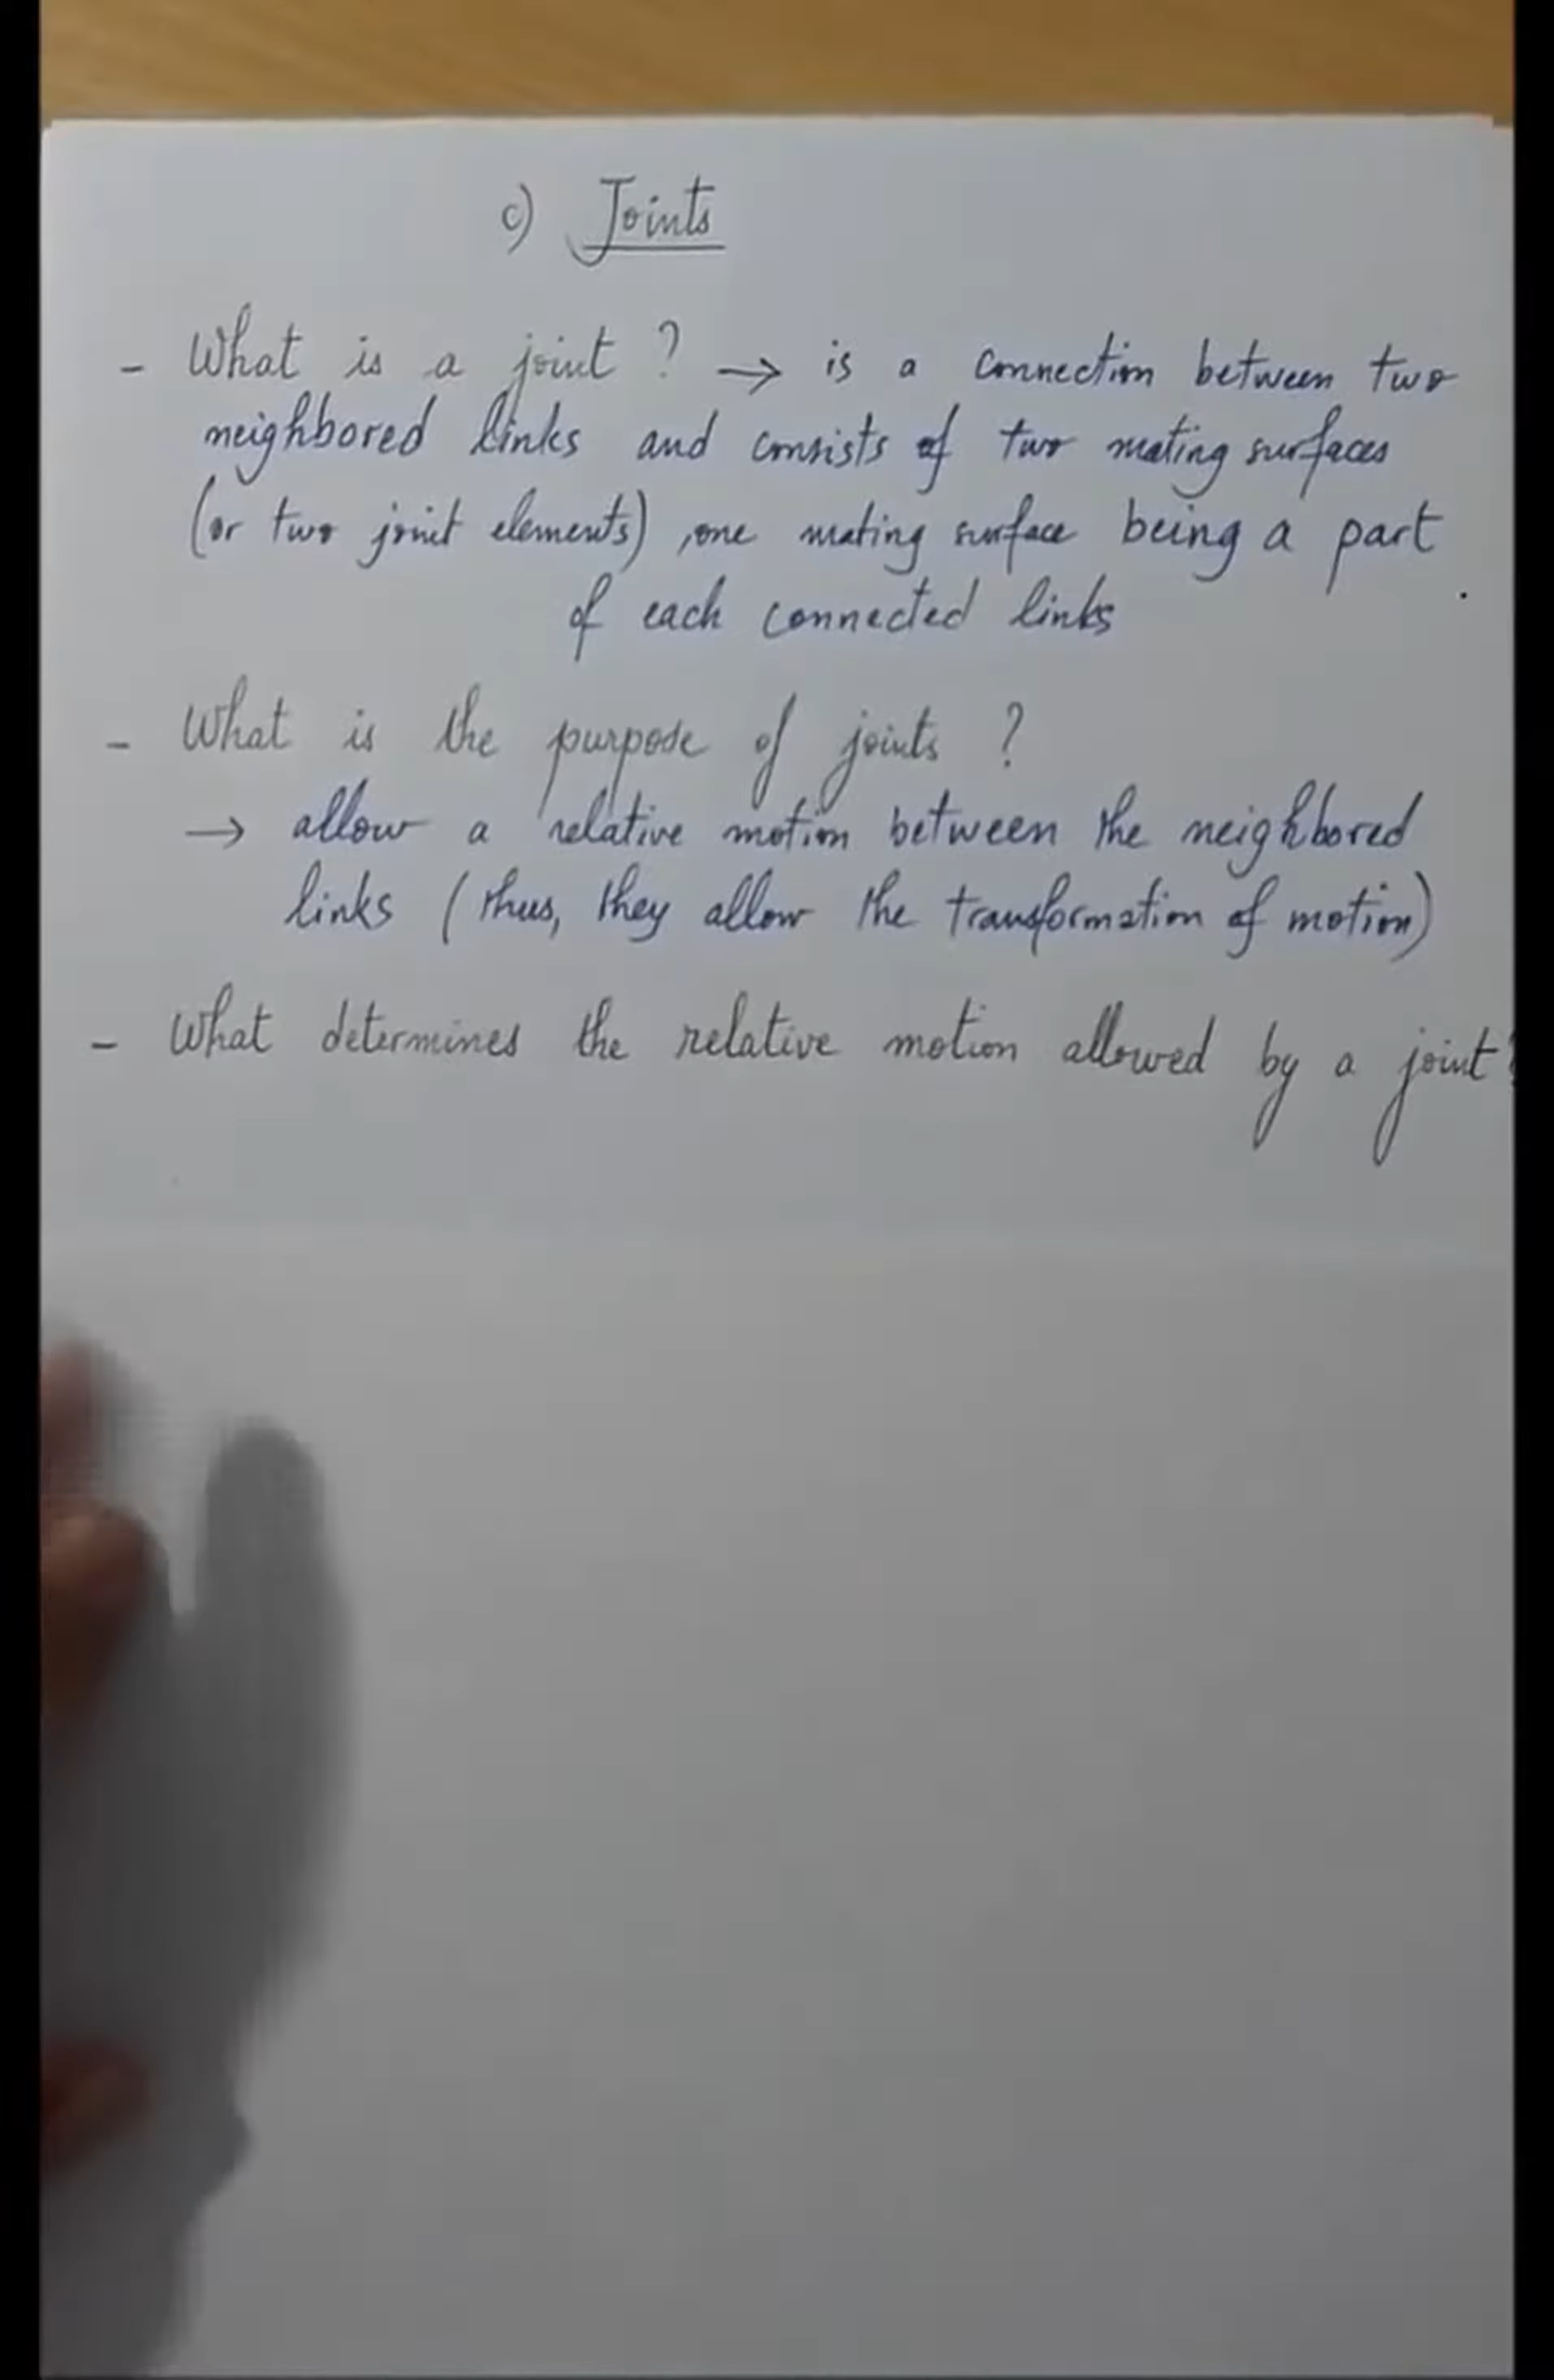 c) Joints
- What is a joint ? → is a connection between two
neighbored links and consists of two mating surfaces
(or two joint elements), one mating surface being a part
of each connected links .
- What is the purpose of joints ?
→ allow a relative motion between the neighbored
links (thus, they allow the transformation of motion)
- What determines the relative motion allowed by a joint?